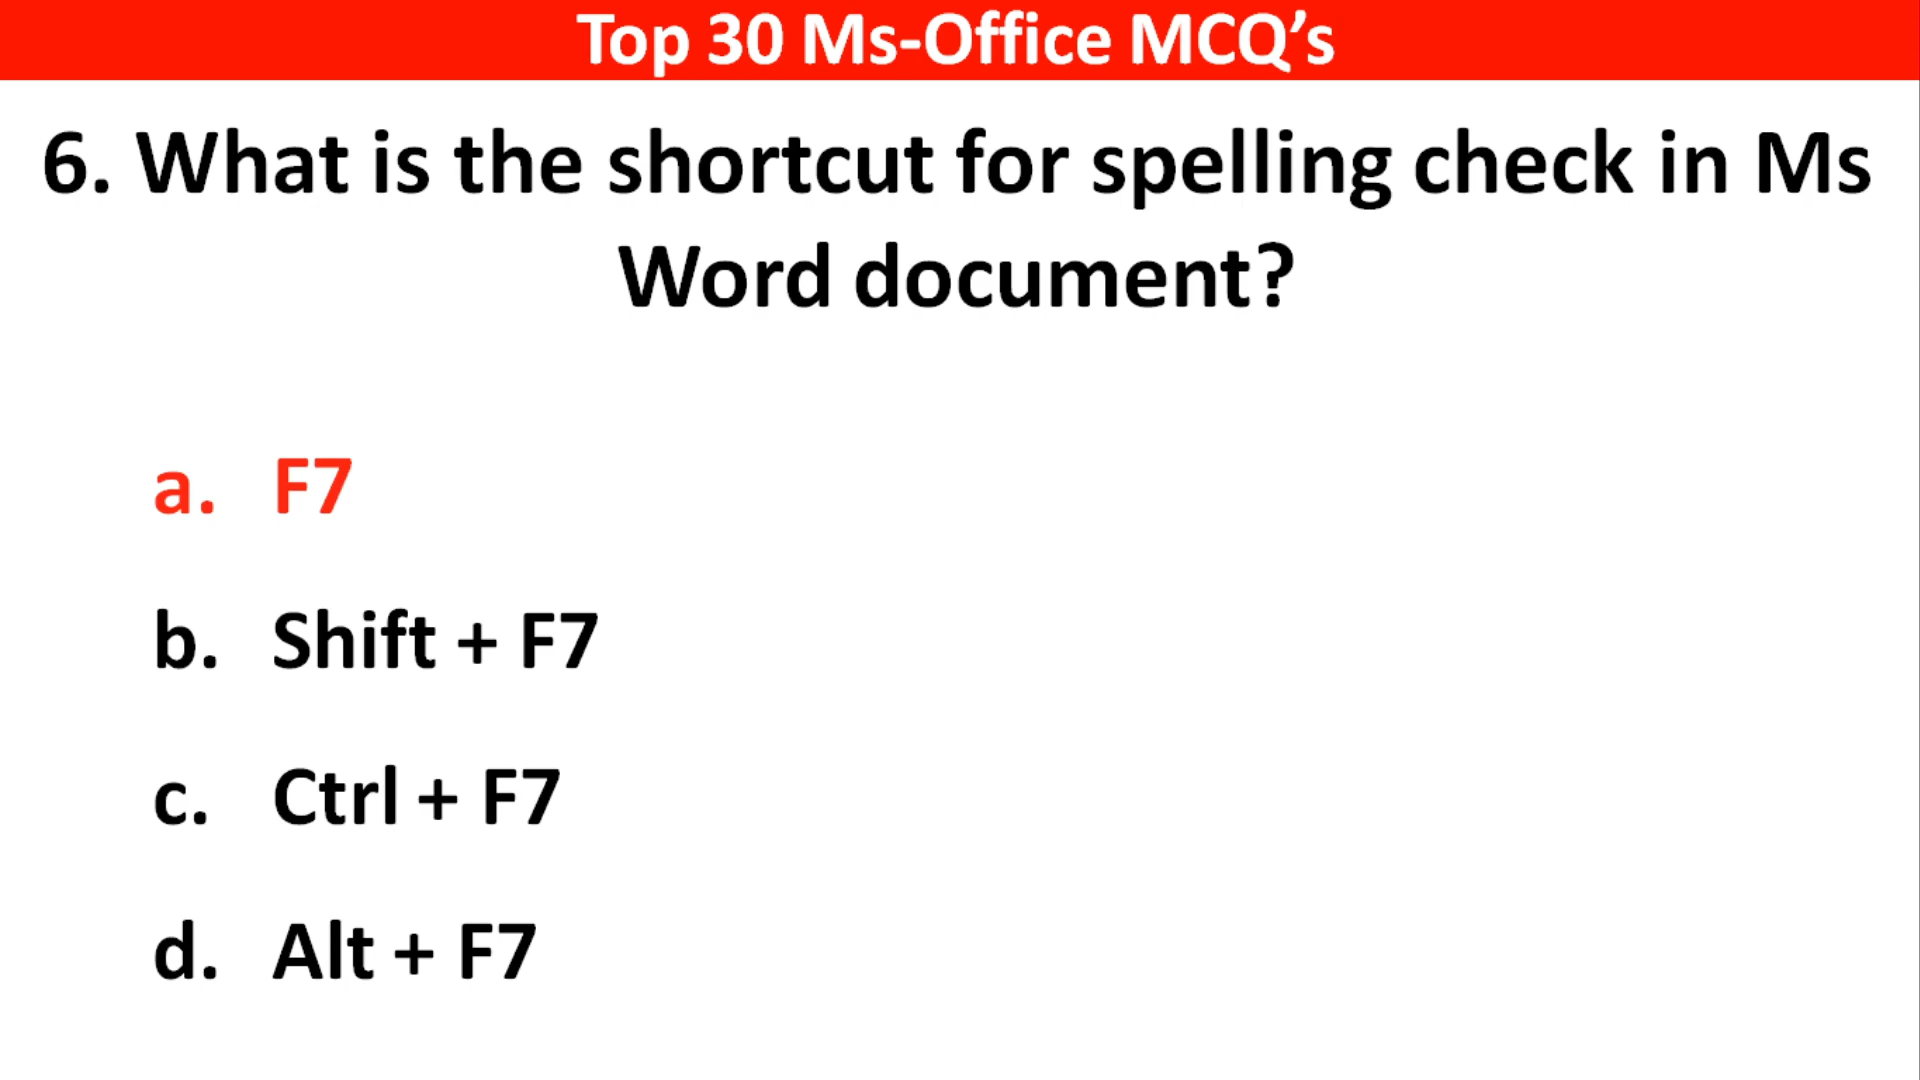 Top 30 Ms-Office MCQ’s
6. What is the shortcut for spelling check in Ms
Word document?
a. F7
b. Shift + F7
c. Ctrl + F7
d. Alt + F7